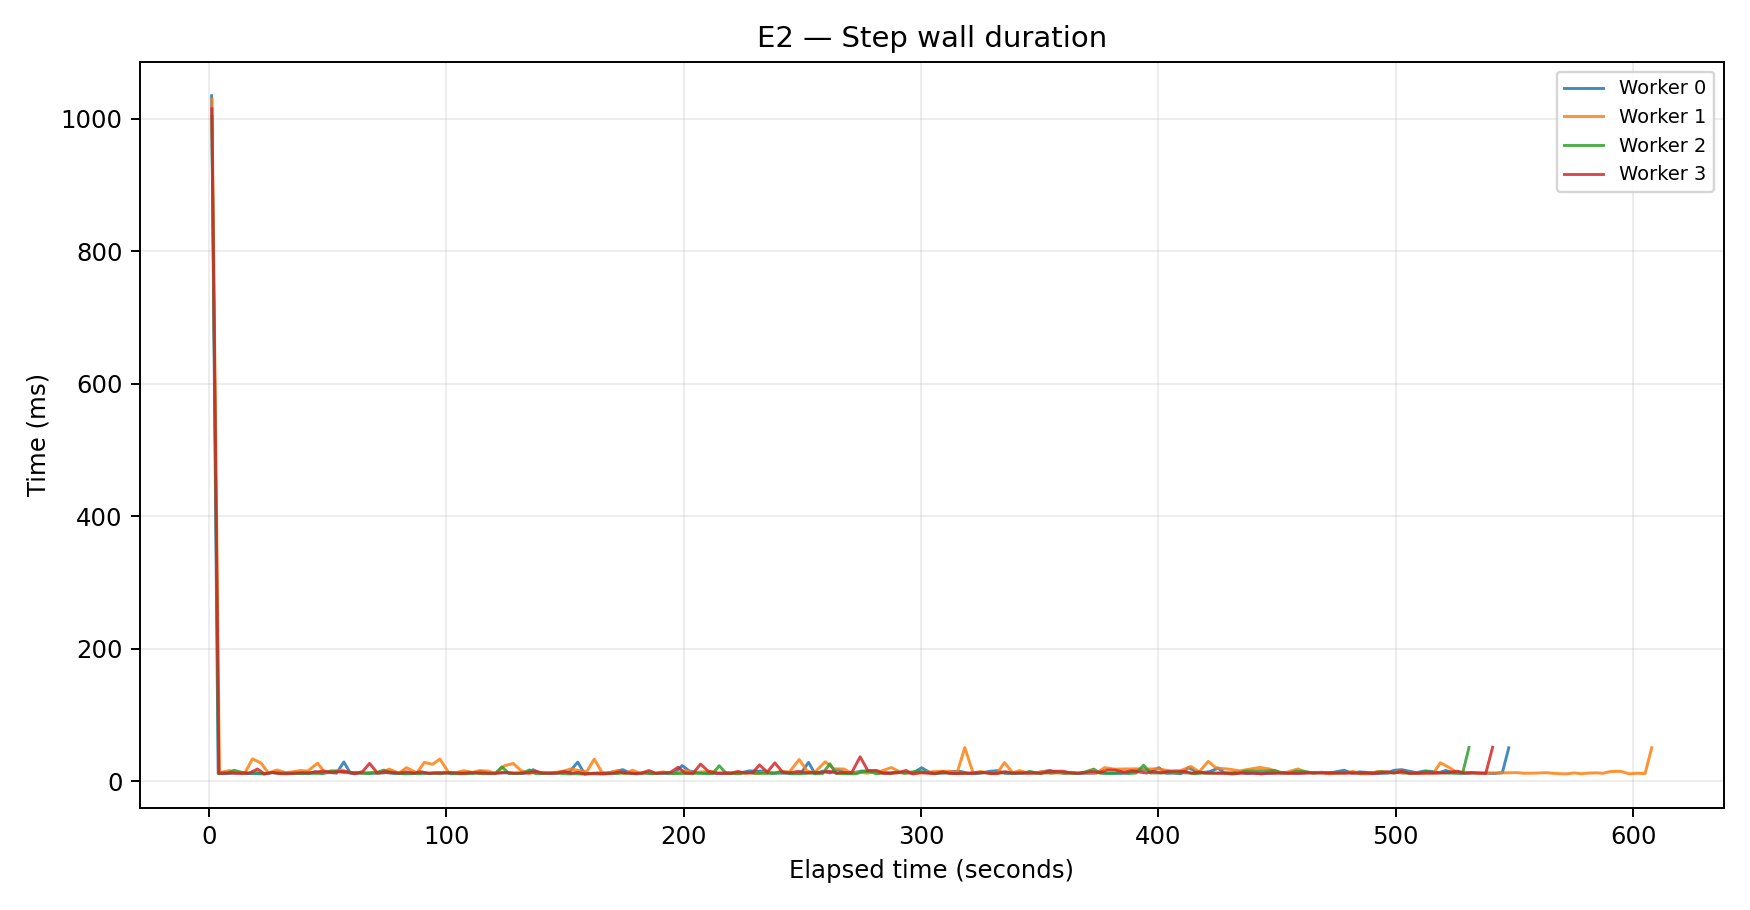 E2 — Step wall duration
Worker 0
Worker 1
Worker 2
Worker 3
Time (ms)
1000
800
600
400
200
0
0 100 200 300 400 500 600
Elapsed time (seconds)